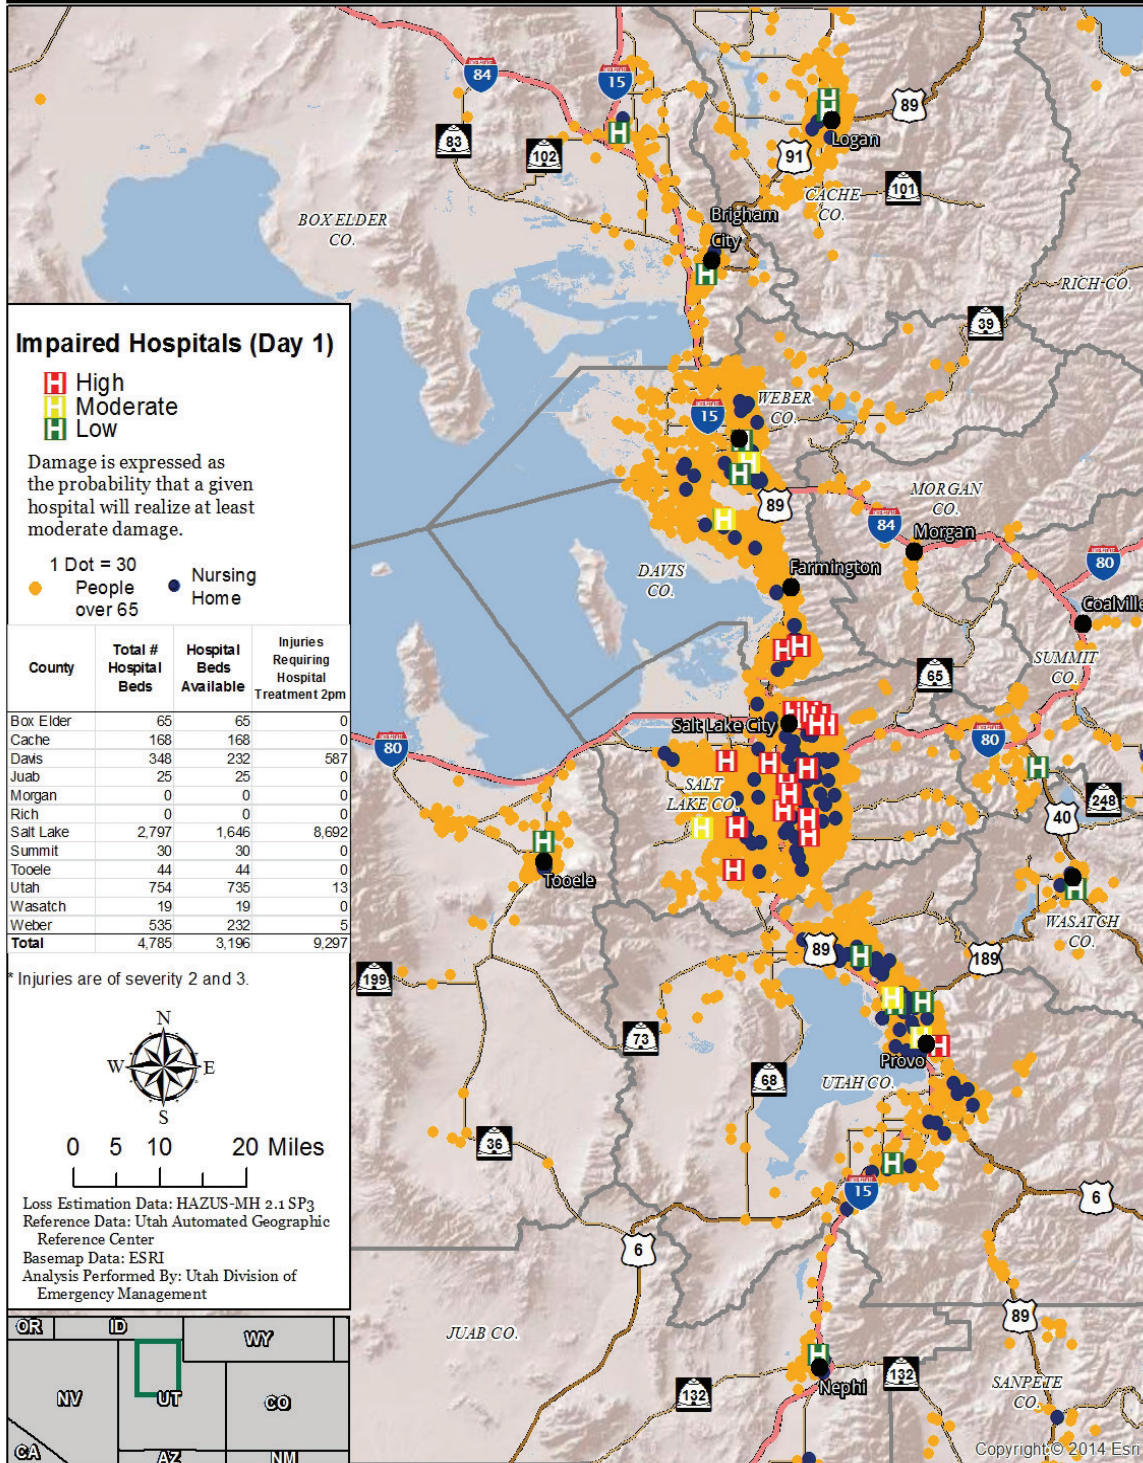 Impaired Hospitals (Day 1)
H High
H Moderate
H Low
Damage is expressed as
the probability that a given
hospital will realize at least
moderate damage.
1 Dot = 30
People
over 65
Nursing
Home
County Total # Hospital Beds Hospital Beds Available Injuries Requiring Hospital Treatment 2pm
Box Elder 65 65 0
Cache 168 168 0
Davis 348 232 587
Juab 25 25 0
Morgan 0 0 0
Rich 0 0 0
Salt Lake 2,797 1,646 8,692
Summit 30 30 0
Tooele 44 44 0
Utah 754 735 13
Wasatch 19 19 0
Weber 535 232 5
Total 4,785 3,196 9,297
* Injuries are of severity 2 and 3.
N
W E
S
0 5 10 20 Miles
Loss Estimation Data: HAZUS-MH 2.1 SP3
Reference Data: Utah Automated Geographic
Reference Center
Basemap Data: ESRI
Analysis Performed By: Utah Division of
Emergency Management
OR ID WY
NV UT CO
CA AZ NM
84
15
83
102
89
Logan
91
CACHE
CO.
101
BOX ELDER
CO.
Brigham
City
RICH CO.
39
15
WEBER
CO.
89
MORGAN
CO.
84
Morgan
80
DAVIS
CO.
Farmington
Coalville
SUMMIT
CO.
65
Salt Lake City
80
80
SALT
LAKE CO.
248
40
Tooele
WASATCH
CO.
89
189
199
73
68
Provo
UTAH CO.
36
15
6
6
89
JUAB CO.
132
Nephi
132
SANPETE
CO.
Copyright:© 2014 Esri